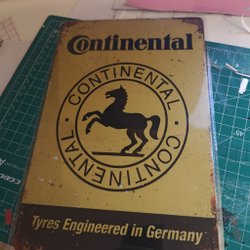 Continental
CONTINENTAL · CONTINENTAL ·
Tyres Engineered in Germany